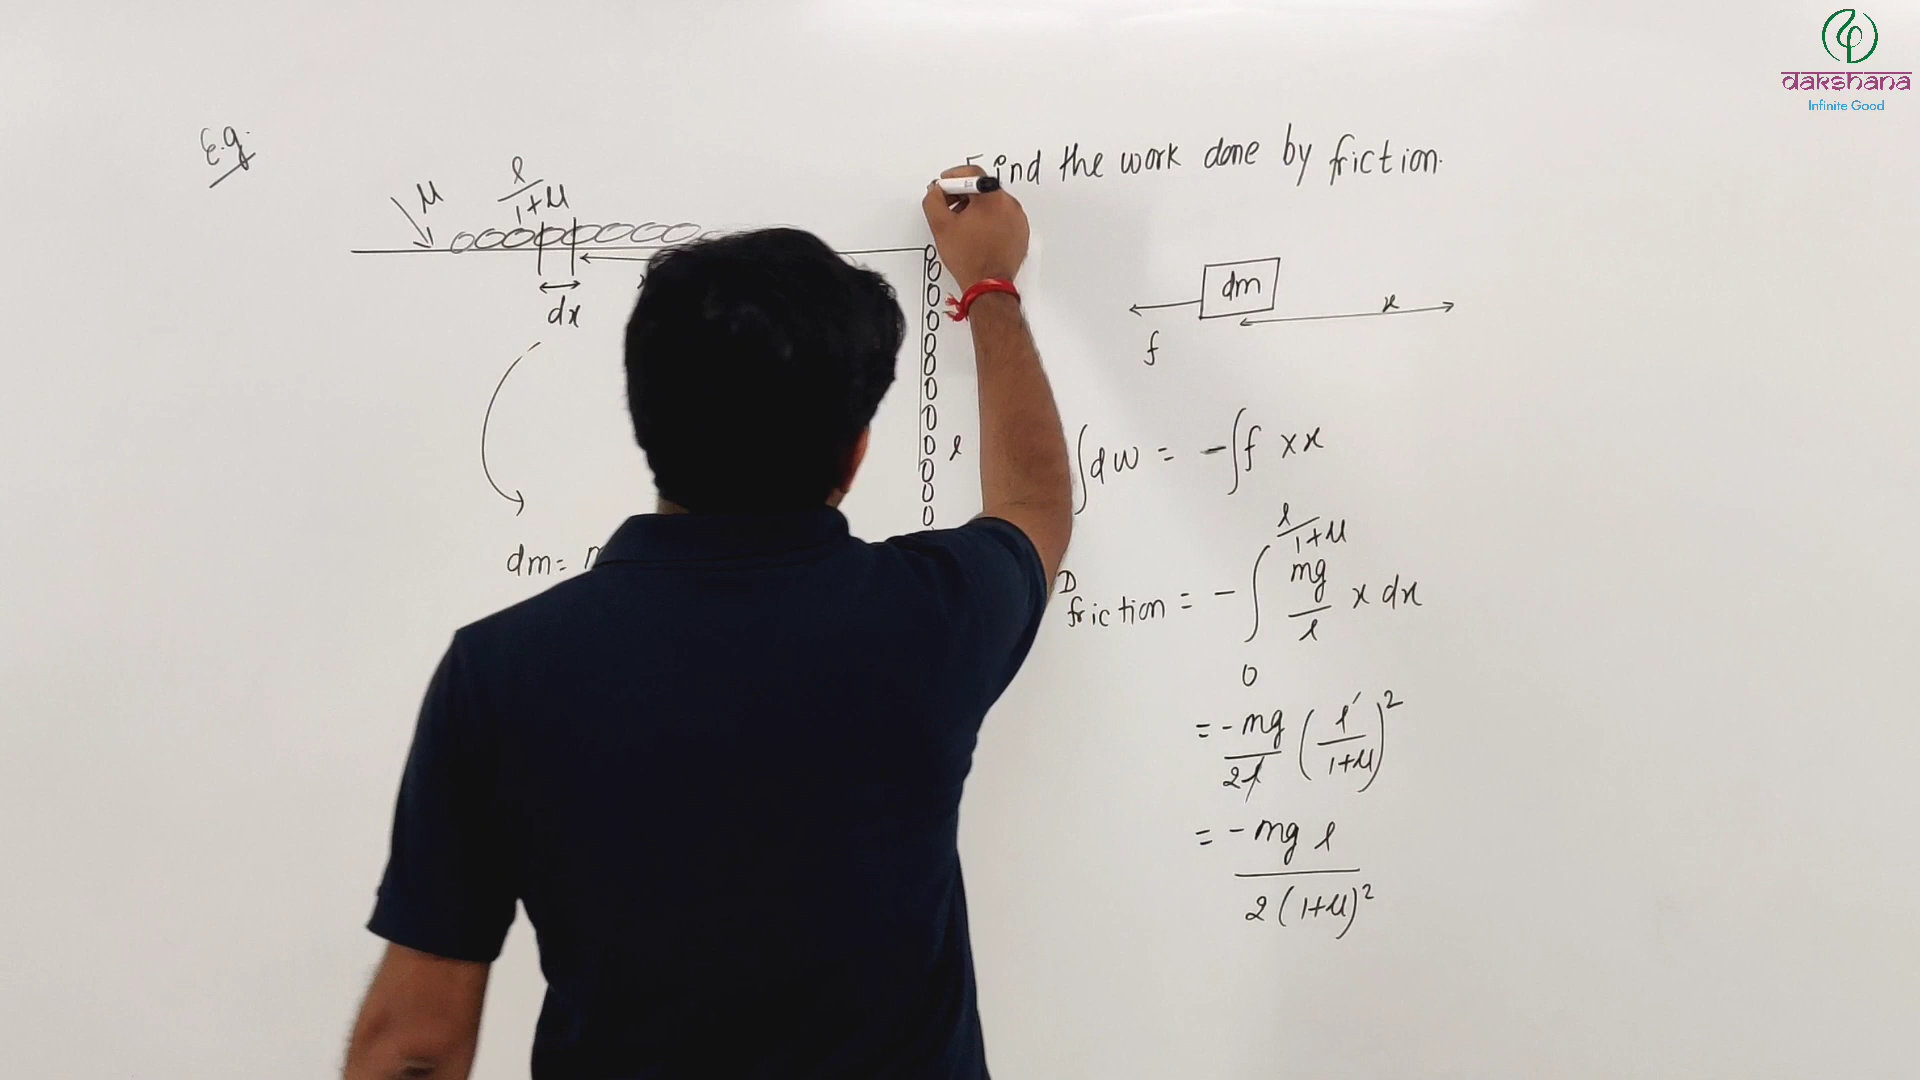 dakshana
Infinite Good
E.g.
Find the work done by friction.
μ
l/1+μ
dm
x
f
dx
l
∫dw = -∫f × x
dm =
friction = - ∫₀^(l/1+μ) mg/l x dx
= -mg/2l (l/1+μ)²
= -mg l / 2(1+μ)²